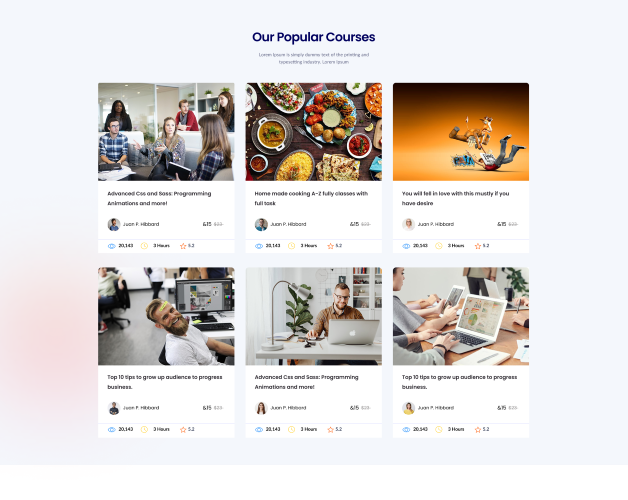 Our Popular Courses
Lorem Ipsum is simply dummy text of the printing and
typesetting industry. Lorem Ipsum
Advanced Css and Sass: Programming
Animations and more!
Juan P. Hibbard &15 $25
20,143 3 Hours 5.2
Home made cooking A-Z fully classes with
full task
Juan P. Hibbard &15 $25
20,143 3 Hours 5.2
You will fell in love with this mustly if you
have desire
Juan P. Hibbard &15 $25
20,143 3 Hours 5.2
Top 10 tips to grow up audience to progress
business.
Juan P. Hibbard &15 $25
20,143 3 Hours 5.2
Advanced Css and Sass: Programming
Animations and more!
Juan P. Hibbard &15 $25
20,143 3 Hours 5.2
Top 10 tips to grow up audience to progress
business.
Juan P. Hibbard &15 $25
20,143 3 Hours 5.2